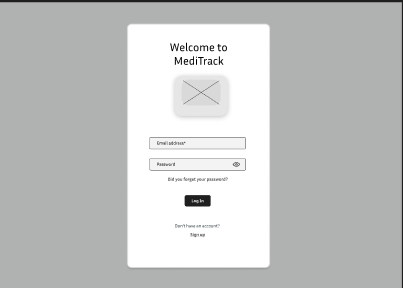 Welcome to
MediTrack
Email address*
Password
Did you forget your password?
Log In
Don't have an account?
Sign up